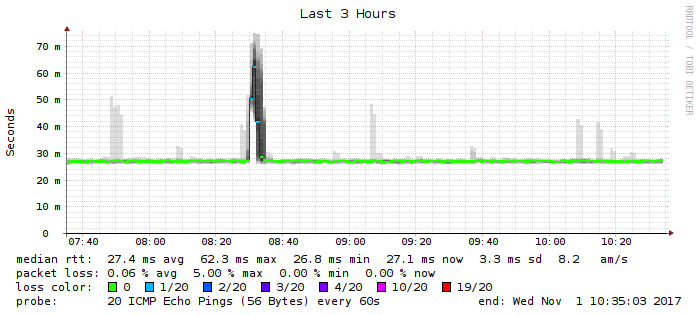 Last 3 Hours
RRDTOOL / TOBI OETIKER
Seconds
70 m
60 m
50 m
40 m
30 m
20 m
10 m
0
07:40 08:00 08:20 08:40 09:00 09:20 09:40 10:00 10:20
median rtt: 27.4 ms avg 62.3 ms max 26.8 ms min 27.1 ms now 3.3 ms sd 8.2 am/s
packet loss: 0.06 % avg 5.00 % max 0.00 % min 0.00 % now
loss color: 0 1/20 2/20 3/20 4/20 10/20 19/20
probe: 20 ICMP Echo Pings (56 Bytes) every 60s end: Wed Nov 1 10:35:03 2017